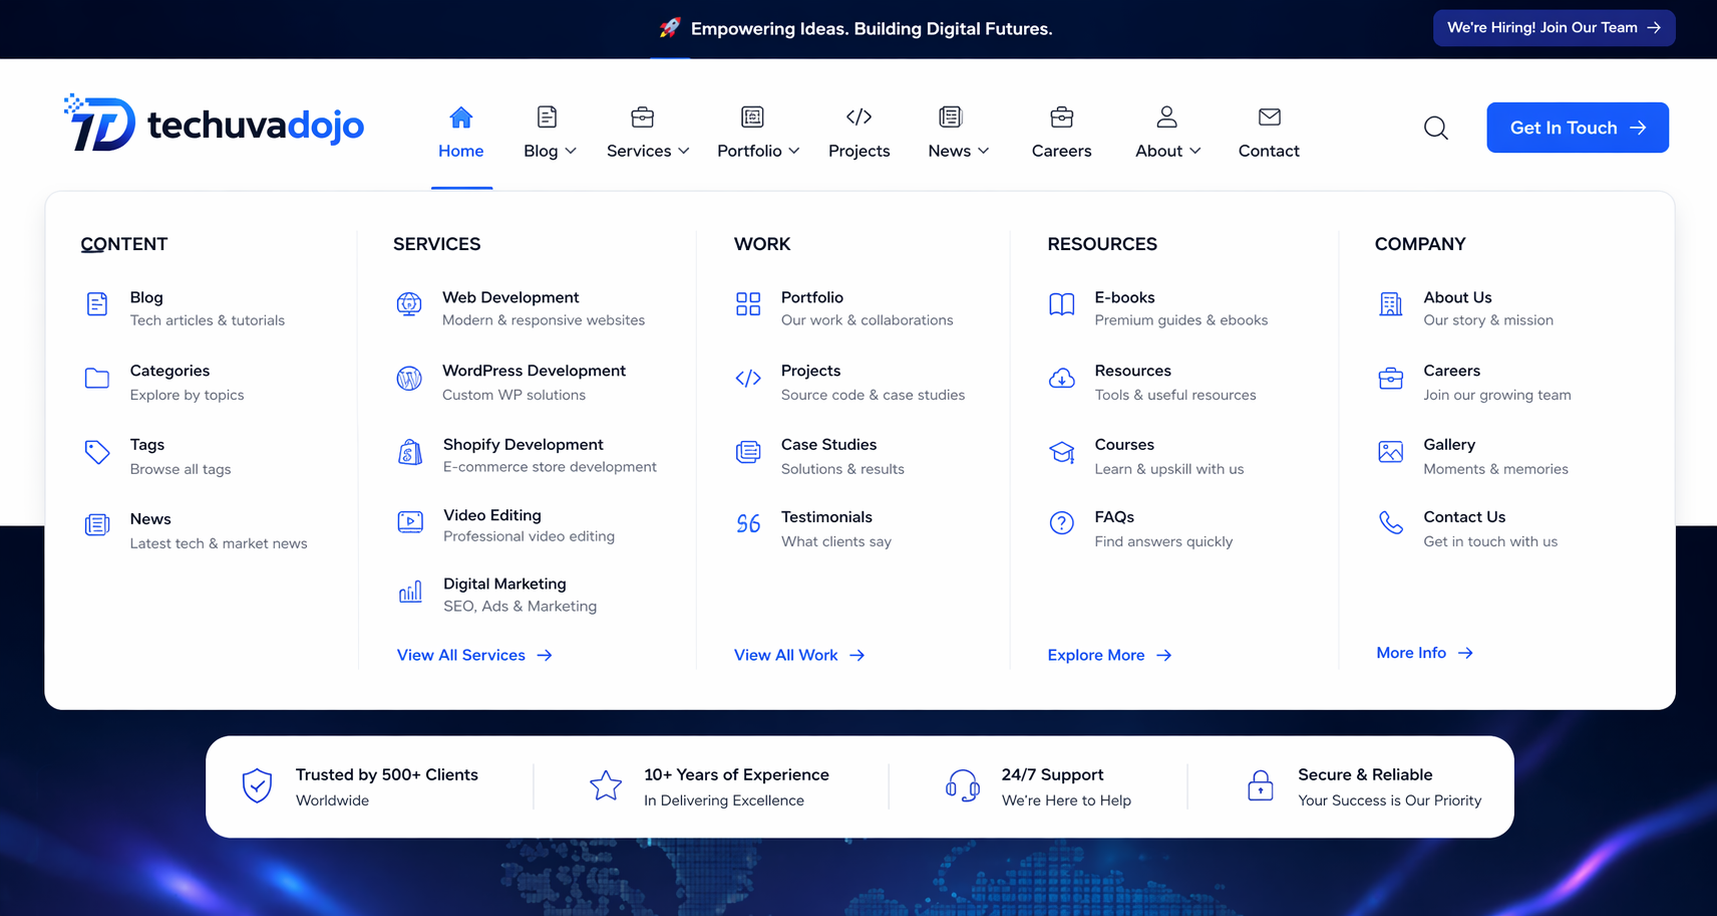 🚀 Empowering Ideas. Building Digital Futures.
We're Hiring! Join Our Team →
techuvadojo
Home
Blog
Services
Portfolio
Projects
News
Careers
About
Contact
Get In Touch →
CONTENT
Blog
Tech articles & tutorials
Categories
Explore by topics
Tags
Browse all tags
News
Latest tech & market news
SERVICES
Web Development
Modern & responsive websites
WordPress Development
Custom WP solutions
Shopify Development
E-commerce store development
Video Editing
Professional video editing
Digital Marketing
SEO, Ads & Marketing
View All Services →
WORK
Portfolio
Our work & collaborations
Projects
Source code & case studies
Case Studies
Solutions & results
Testimonials
What clients say
View All Work →
RESOURCES
E-books
Premium guides & ebooks
Resources
Tools & useful resources
Courses
Learn & upskill with us
FAQs
Find answers quickly
Explore More →
COMPANY
About Us
Our story & mission
Careers
Join our growing team
Gallery
Moments & memories
Contact Us
Get in touch with us
More Info →
Trusted by 500+ Clients
Worldwide
10+ Years of Experience
In Delivering Excellence
24/7 Support
We're Here to Help
Secure & Reliable
Your Success is Our Priority